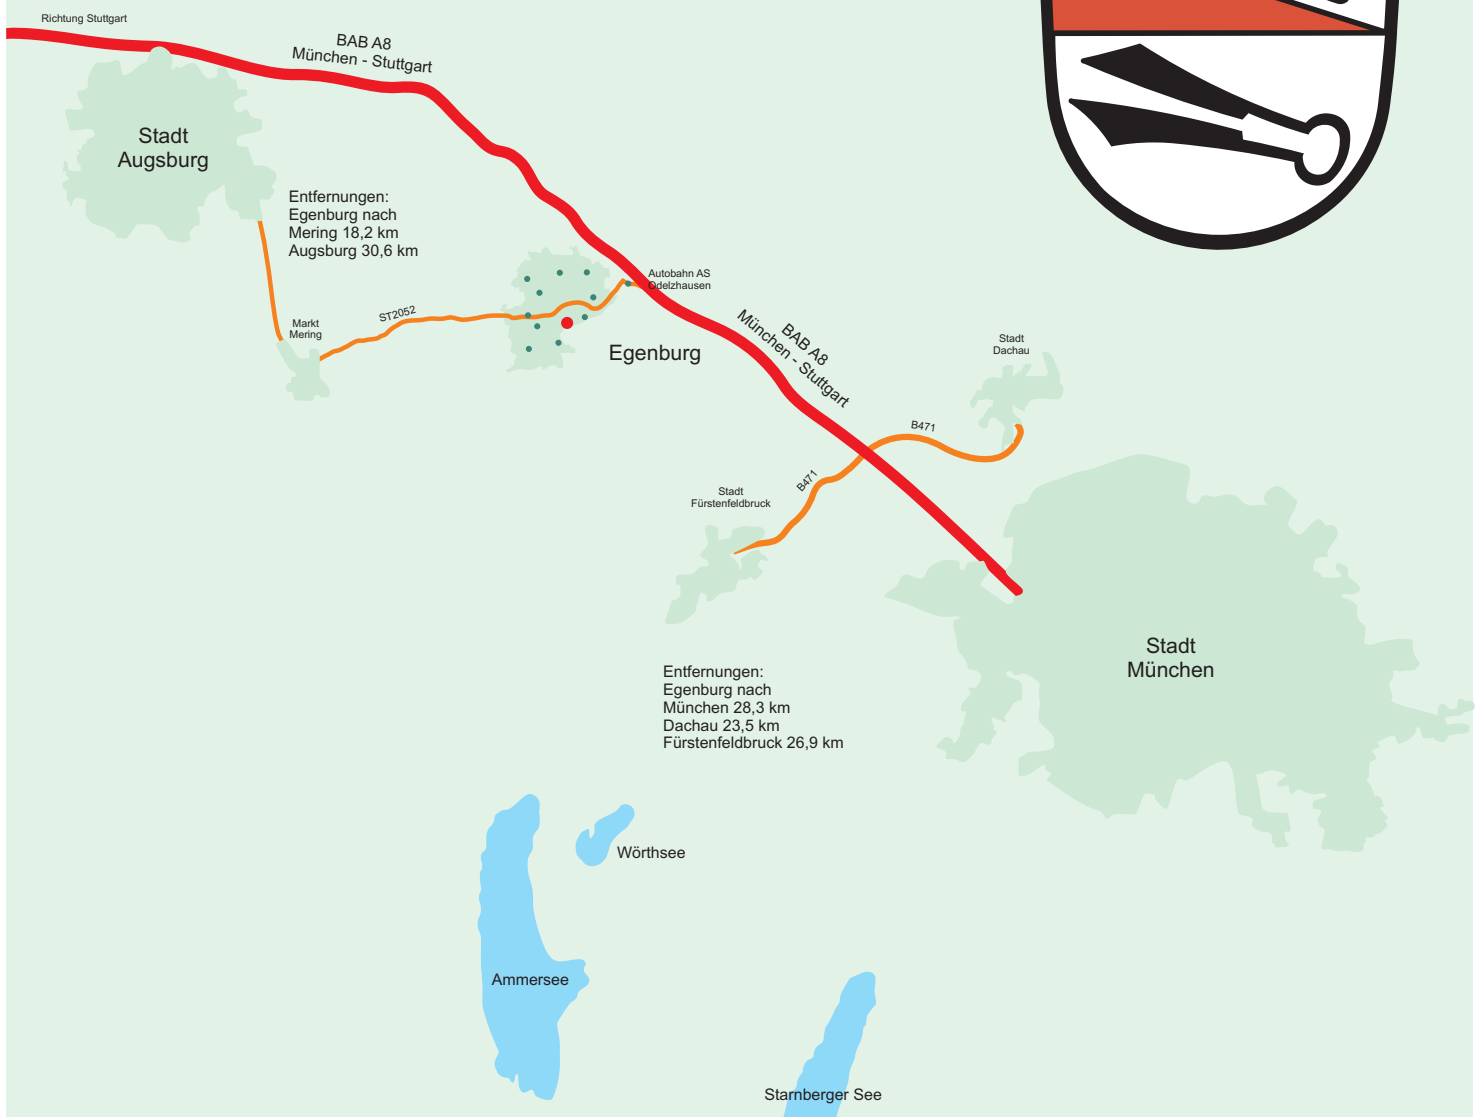 Richtung Stuttgart
BAB A8
München - Stuttgart
Stadt
Augsburg
Entfernungen:
Egenburg nach
Mering 18,2 km
Augsburg 30,6 km
Autobahn AS
Odelzhausen
ST2052
Markt
Mering
Egenburg
BAB A8
München - Stuttgart
Stadt
Dachau
B471
B471
Stadt
Fürstenfeldbruck
Stadt
München
Entfernungen:
Egenburg nach
München 28,3 km
Dachau 23,5 km
Fürstenfeldbruck 26,9 km
Wörthsee
Ammersee
Starnberger See